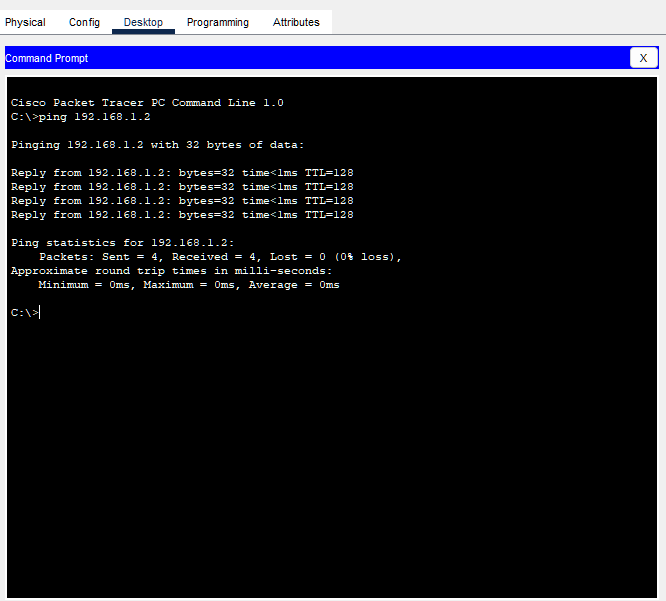 Physical Config Desktop Programming Attributes
Command Prompt X
Cisco Packet Tracer PC Command Line 1.0
C:\>ping 192.168.1.2
Pinging 192.168.1.2 with 32 bytes of data:
Reply from 192.168.1.2: bytes=32 time<1ms TTL=128
Reply from 192.168.1.2: bytes=32 time<1ms TTL=128
Reply from 192.168.1.2: bytes=32 time<1ms TTL=128
Reply from 192.168.1.2: bytes=32 time<1ms TTL=128
Ping statistics for 192.168.1.2:
    Packets: Sent = 4, Received = 4, Lost = 0 (0% loss),
Approximate round trip times in milli-seconds:
    Minimum = 0ms, Maximum = 0ms, Average = 0ms
C:\>